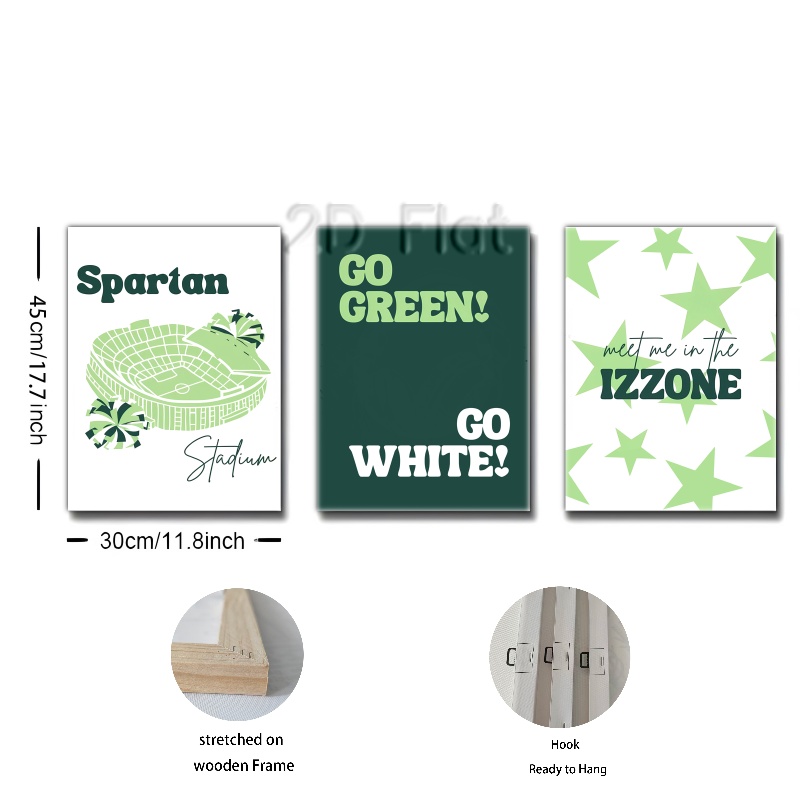 2D Flat
Spartan
Stadium
GO
GREEN!
GO
WHITE!
meet me in the
IZZONE
45cm/17.7inch
30cm/11.8inch
stretched on
wooden Frame
Hook
Ready to Hang